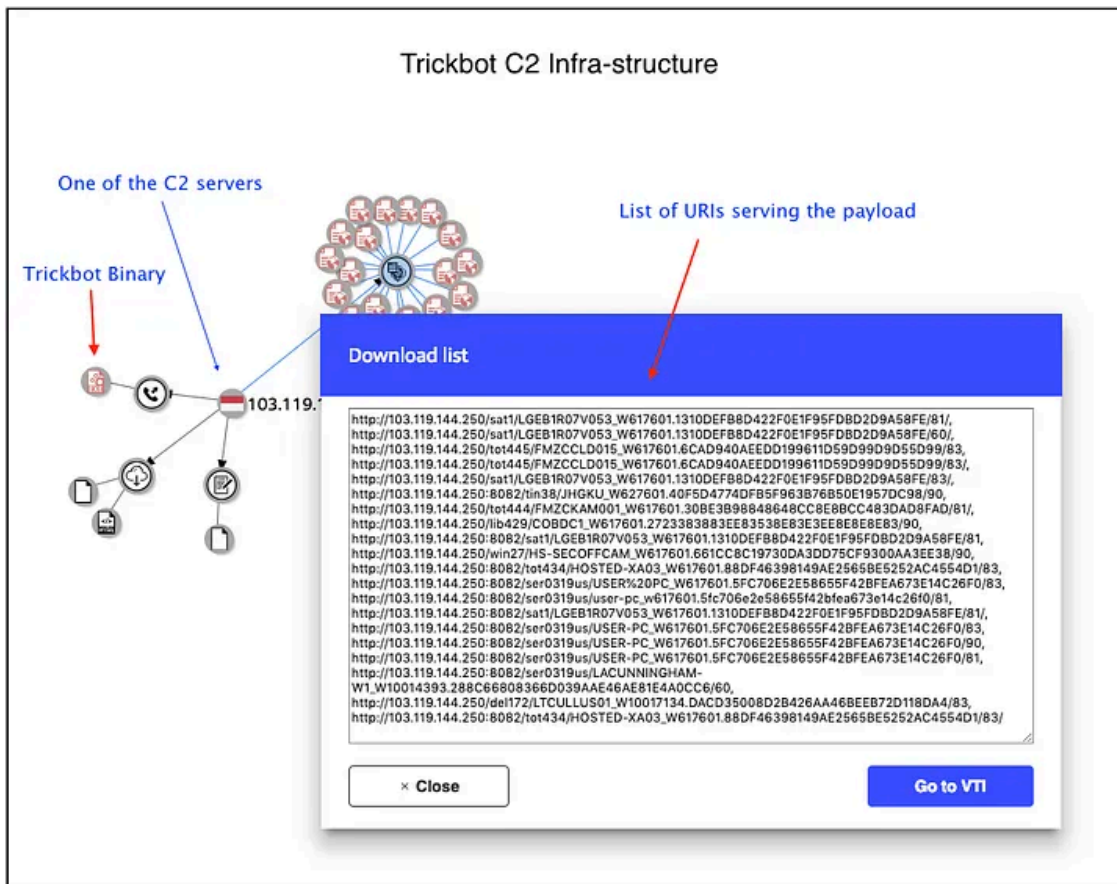 Trickbot C2 Infra-structure
One of the C2 servers
List of URIs serving the payload
Trickbot Binary
Download list
103.119.1
http://103.119.144.250/sat1/LGEB1R07V053_W617601.1310DEFB8D422F0E1F95FDBD2D9A58FE/81/,
http://103.119.144.250/sat1/LGEB1R07V053_W617601.1310DEFB8D422F0E1F95FDBD2D9A58FE/60/,
http://103.119.144.250/tot445/FMZCCLD015_W617601.6CAD940AEEDD199611D59D99D9D55D99/83,
http://103.119.144.250/tot445/FMZCCLD015_W617601.6CAD940AEEDD199611D59D99D9D55D99/83/,
http://103.119.144.250/sat1/LGEB1R07V053_W617601.1310DEFB8D422F0E1F95FDBD2D9A58FE/83/,
http://103.119.144.250:8082/tin38/JHGKU_W627601.40F5D4774DFB5F963B76B50E1957DC98/90,
http://103.119.144.250/tot444/FMZCKAM001_W617601.30BE3B98848648CC8E8BCC483DAD8FAD/81/,
http://103.119.144.250/lib429/COBDC1_W617601.2723383883EE83538E83E3EE8E8E8E83/90,
http://103.119.144.250:8082/sat1/LGEB1R07V053_W617601.1310DEFB8D422F0E1F95FDBD2D9A58FE/81,
http://103.119.144.250/win27/HS-SECOFFCAM_W617601.661CC8C19730DA3DD75CF9300AA3EE38/90,
http://103.119.144.250:8082/tot434/HOSTED-XA03_W617601.88DF46398149AE2565BE5252AC4554D1/83,
http://103.119.144.250:8082/ser0319us/USER%20PC_W617601.5FC706E2E58655F42BFEA673E14C26F0/83,
http://103.119.144.250:8082/ser0319us/user-pc_w617601.5fc706e2e58655f42bfea673e14c26f0/81,
http://103.119.144.250:8082/sat1/LGEB1R07V053_W617601.1310DEFB8D422F0E1F95FDBD2D9A58FE/81/,
http://103.119.144.250:8082/ser0319us/USER-PC_W617601.5FC706E2E58655F42BFEA673E14C26F0/83,
http://103.119.144.250:8082/ser0319us/USER-PC_W617601.5FC706E2E58655F42BFEA673E14C26F0/90,
http://103.119.144.250:8082/ser0319us/USER-PC_W617601.5FC706E2E58655F42BFEA673E14C26F0/81,
http://103.119.144.250:8082/ser0319us/LACUNNINGHAM-
W1_W10014393.288C66808366D039AAE46AE81E4A0CC6/60,
http://103.119.144.250/del172/LTCULLUS01_W10017134.DACD35008D2B426AA46BEEB72D118DA4/83,
http://103.119.144.250:8082/tot434/HOSTED-XA03_W617601.88DF46398149AE2565BE5252AC4554D1/83/
× Close
Go to VTI